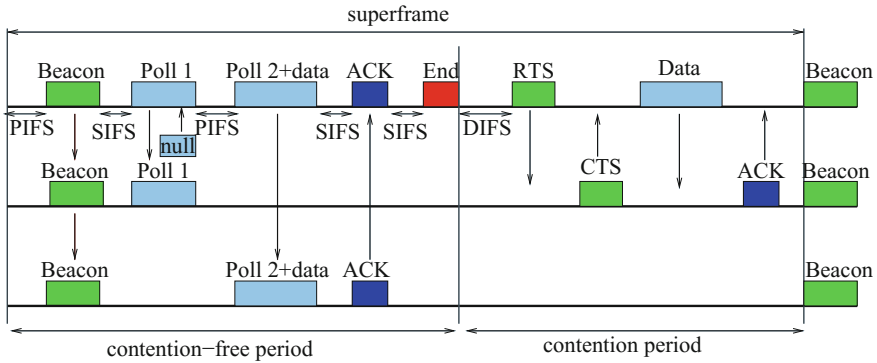 superframe
Beacon Poll 1 Poll 2+data ACK End RTS Data Beacon
PIFS SIFS PIFS SIFS SIFS DIFS
null
Beacon Poll 1 CTS ACK Beacon
Beacon Poll 2+data ACK Beacon
contention−free period contention period